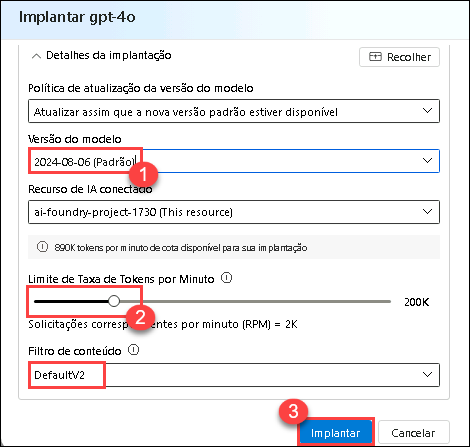 Implantar gpt-4o
Detalhes da implantação
Recolher
Política de atualização da versão do modelo
Atualizar assim que a nova versão padrão estiver disponível
Versão do modelo
2024-08-06 (Padrão)
1
Recurso de IA conectado
ai-foundry-project-1730 (This resource)
890K tokens por minuto de cota disponível para sua implantação
Limite de Taxa de Tokens por Minuto
200K
2
Solicitações correspondentes por minuto (RPM) = 2K
Filtro de conteúdo
DefaultV2
3
Implantar
Cancelar